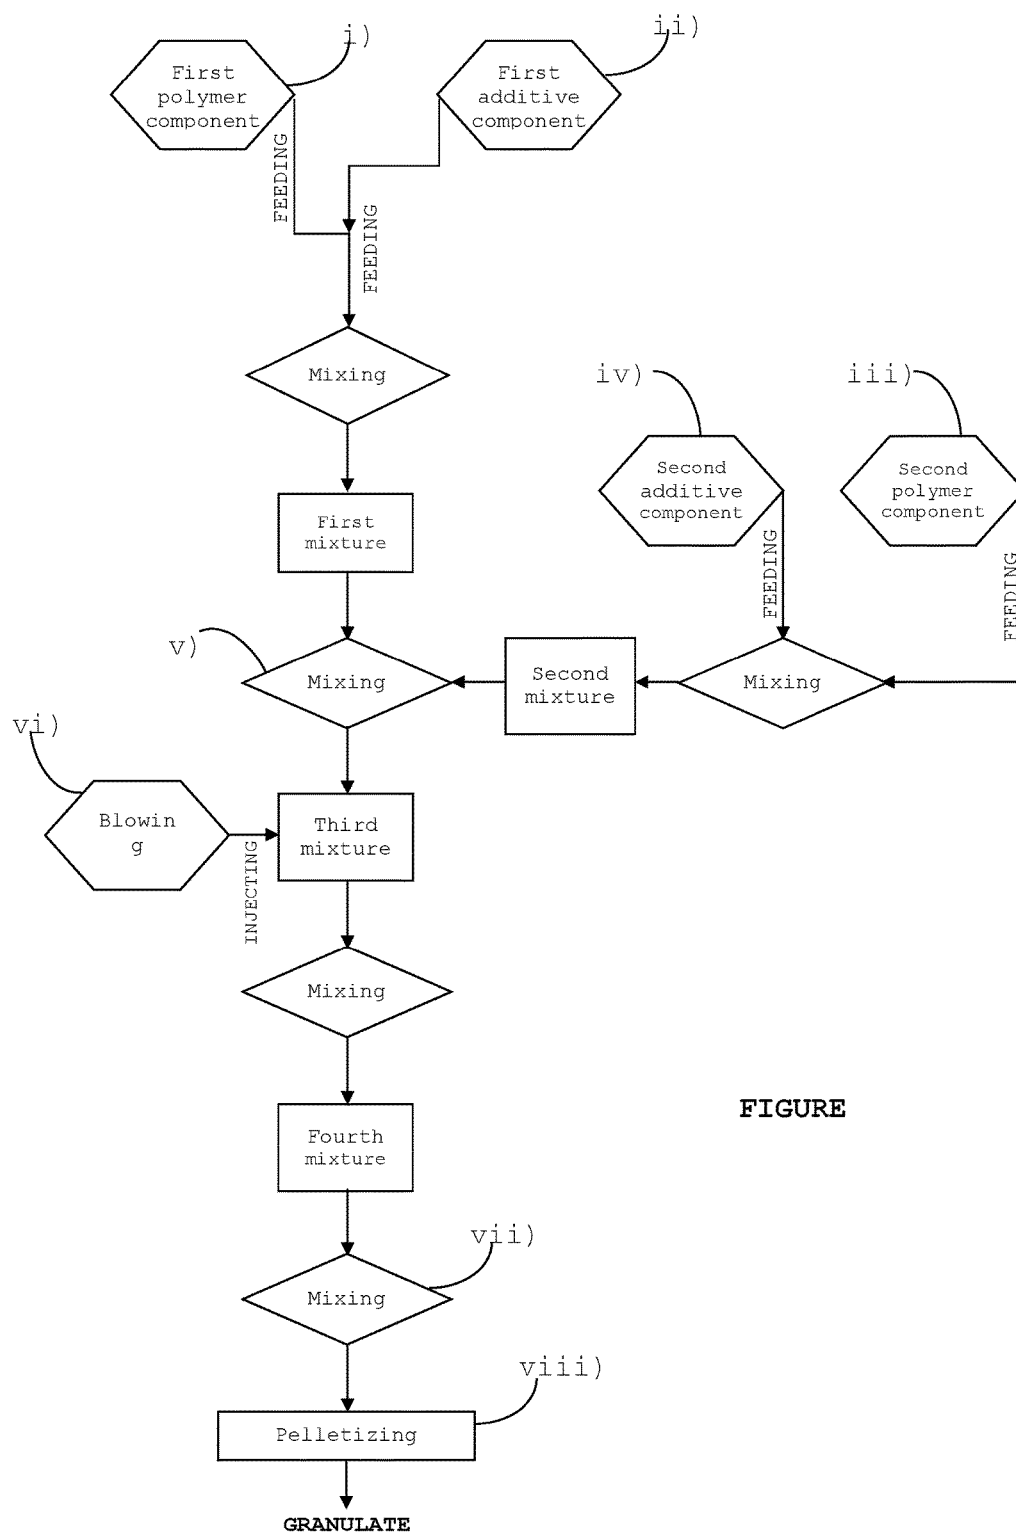 i)
ii)
First
polymer
component
First
additive
component
FEEDING
FEEDING
Mixing
iv)
iii)
Second
additive
component
Second
polymer
component
First
mixture
FEEDING
FEEDING
v)
Mixing
Second
mixture
Mixing
vi)
Blowin
g
Third
mixture
INJECTING
Mixing
FIGURE
Fourth
mixture
vii)
Mixing
viii)
Pelletizing
GRANULATE